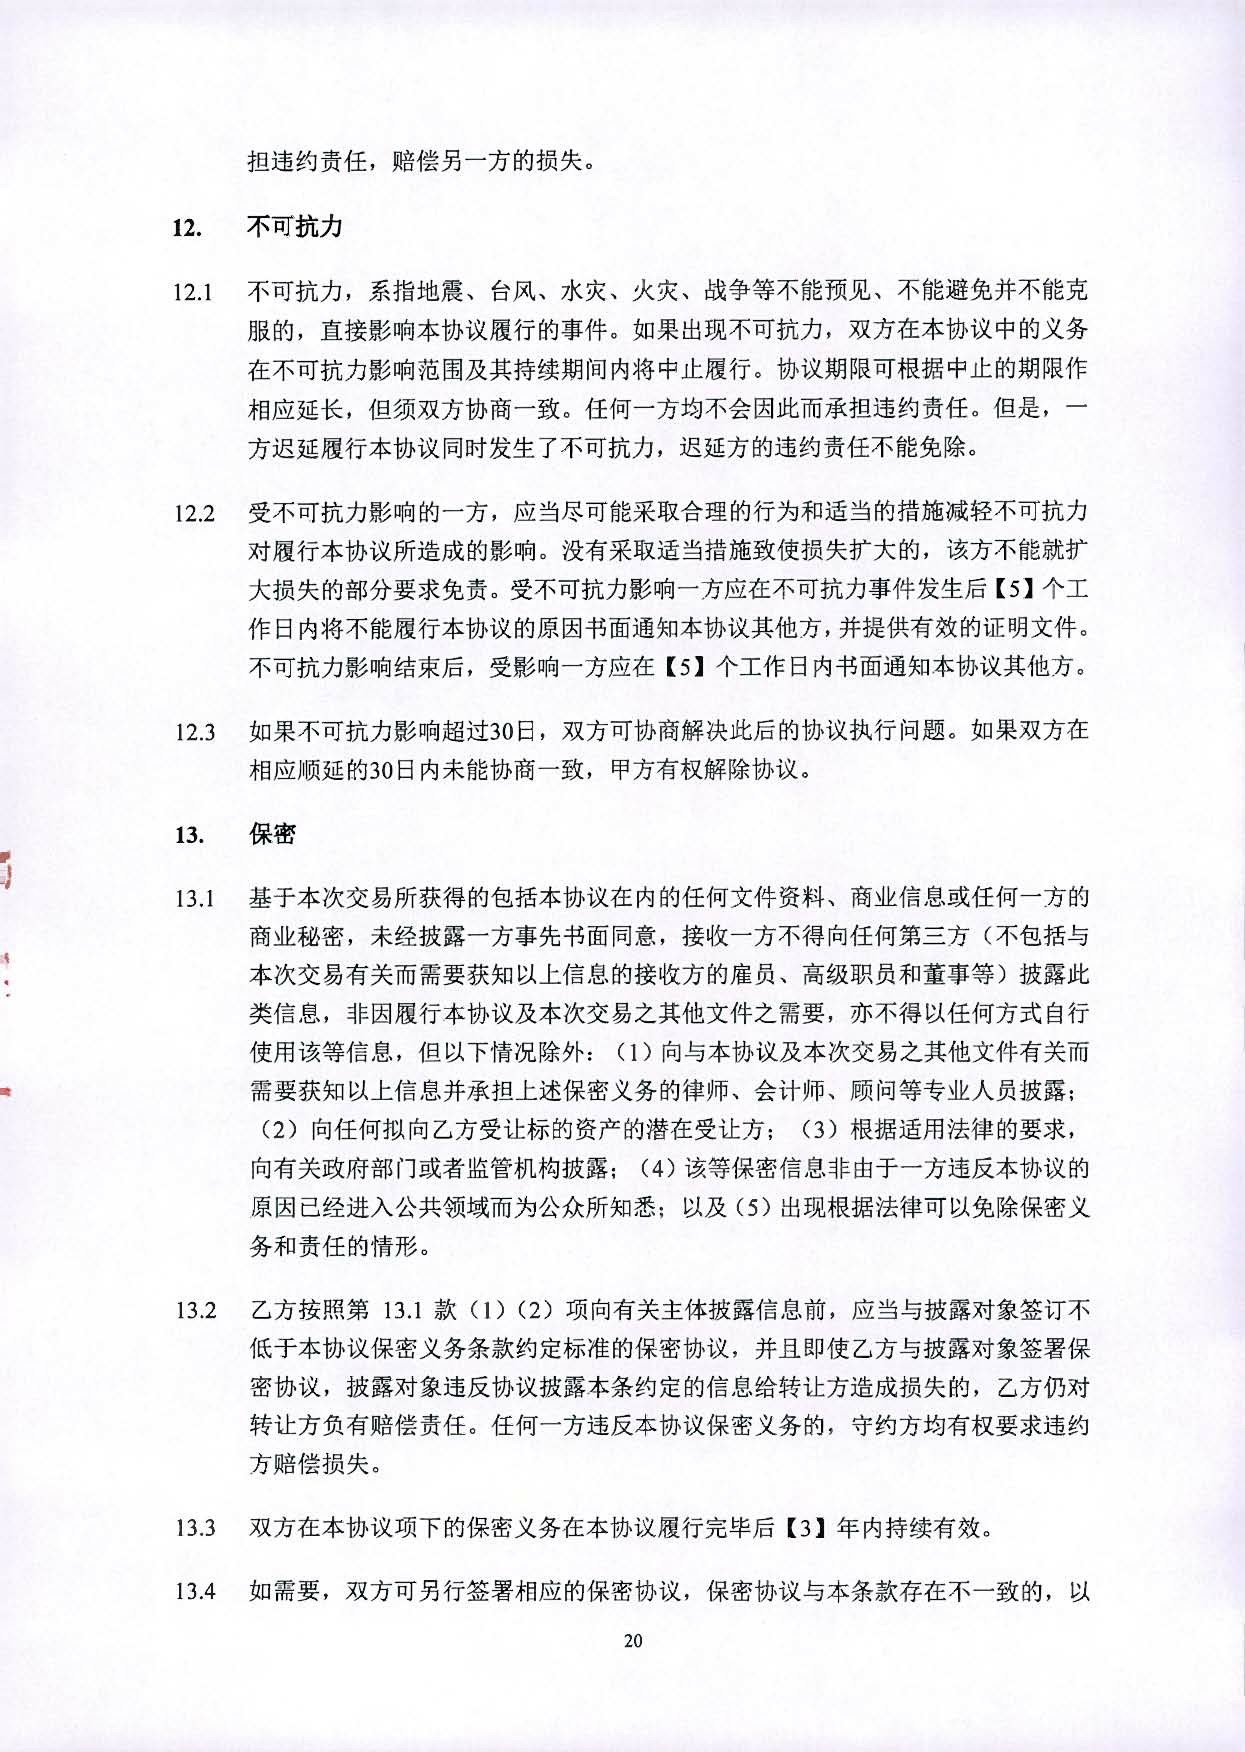 担违约责任，赔偿另一方的损失。
12. 不可抗力
12.1 不可抗力，系指地震、台风、水灾、火灾、战争等不能预见、不能避免并不能克
服的，直接影响本协议履行的事件。如果出现不可抗力，双方在本协议中的义务
在不可抗力影响范围及其持续期间内将中止履行。协议期限可根据中止的期限作
相应延长，但须双方协商一致。任何一方均不会因此而承担违约责任。但是，一
方迟延履行本协议同时发生了不可抗力，迟延方的违约责任不能免除。
12.2 受不可抗力影响的一方，应当尽可能采取合理的行为和适当的措施减轻不可抗力
对履行本协议所造成的影响。没有采取适当措施致使损失扩大的，该方不能就扩
大损失的部分要求免责。受不可抗力影响一方应在不可抗力事件发生后【5】个工
作日内将不能履行本协议的原因书面通知本协议其他方，并提供有效的证明文件。
不可抗力影响结束后，受影响一方应在【5】个工作日内书面通知本协议其他方。
12.3 如果不可抗力影响超过30日，双方可协商解决此后的协议执行问题。如果双方在
相应顺延的30日内未能协商一致，甲方有权解除协议。
13. 保密
13.1 基于本次交易所获得的包括本协议在内的任何文件资料、商业信息或任何一方的
商业秘密，未经披露一方事先书面同意，接收一方不得向任何第三方（不包括与
本次交易有关而需要获知以上信息的接收方的雇员、高级职员和董事等）披露此
类信息，非因履行本协议及本次交易之其他文件之需要，亦不得以任何方式自行
使用该等信息，但以下情况除外：（1）向与本协议及本次交易之其他文件有关而
需要获知以上信息并承担上述保密义务的律师、会计师、顾问等专业人员披露；
（2）向任何拟向乙方受让标的资产的潜在受让方；（3）根据适用法律的要求，
向有关政府部门或者监管机构披露；（4）该等保密信息非由于一方违反本协议的
原因已经进入公共领域而为公众所知悉；以及（5）出现根据法律可以免除保密义
务和责任的情形。
13.2 乙方按照第 13.1 款（1）（2）项向有关主体披露信息前，应当与披露对象签订不
低于本协议保密义务条款约定标准的保密协议，并且即使乙方与披露对象签署保
密协议，披露对象违反协议披露本条约定的信息给转让方造成损失的，乙方仍对
转让方负有赔偿责任。任何一方违反本协议保密义务的，守约方均有权要求违约
方赔偿损失。
13.3 双方在本协议项下的保密义务在本协议履行完毕后【3】年内持续有效。
13.4 如需要，双方可另行签署相应的保密协议，保密协议与本条款存在不一致的，以
20